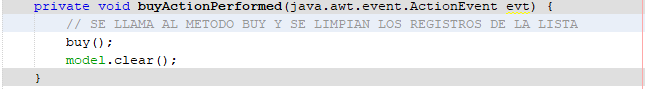 private void buyActionPerformed(java.awt.event.ActionEvent evt) {
// SE LLAMA AL METODO BUY Y SE LIMPIAN LOS REGISTROS DE LA LISTA
buy();
model.clear();
}